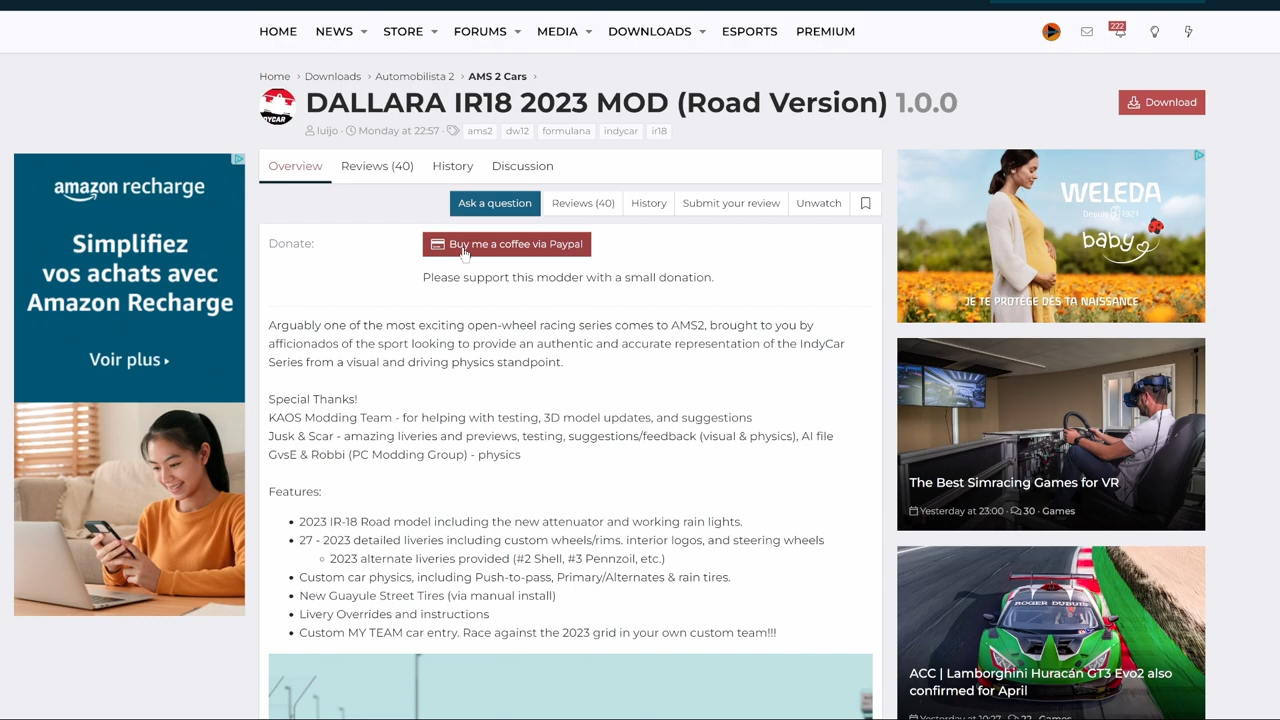 HOME NEWS STORE FORUMS MEDIA DOWNLOADS ESPORTS PREMIUM
222
Home > Downloads > Automobilista 2 > AMS 2 Cars >
DALLARA IR18 2023 MOD (Road Version) 1.0.0
Download
luijo · Monday at 22:57 · ams2 dw12 formulana indycar ir18
Overview Reviews (40) History Discussion
Ask a question Reviews (40) History Submit your review Unwatch
Donate: Buy me a coffee via Paypal
Please support this modder with a small donation.
Arguably one of the most exciting open-wheel racing series comes to AMS2, brought to you by
afficionados of the sport looking to provide an authentic and accurate representation of the IndyCar
Series from a visual and driving physics standpoint.
Special Thanks!
KAOS Modding Team - for helping with testing, 3D model updates, and suggestions
Jusk & Scar - amazing liveries and previews, testing, suggestions/feedback (visual & physics), AI file
GvsE & Robbi (PC Modding Group) - physics
Features:
• 2023 IR-18 Road model including the new attenuator and working rain lights.
• 27 - 2023 detailed liveries including custom wheels/rims. interior logos, and steering wheels
◦ 2023 alternate liveries provided (#2 Shell, #3 Pennzoil, etc.)
• Custom car physics, including Push-to-pass, Primary/Alternates & rain tires.
• New Guayule Street Tires (via manual install)
• Livery Overrides and instructions
• Custom MY TEAM car entry. Race against the 2023 grid in your own custom team!!!
amazon recharge
Simplifiez
vos achats avec
Amazon Recharge
Voir plus ▸
WELEDA
Depuis 1921
baby
JE TE PROTÈGE DÈS TA NAISSANCE
The Best Simracing Games for VR
Yesterday at 23:00 · 30 · Games
ROGER DUBUIS
ACC | Lamborghini Huracán GT3 Evo2 also
confirmed for April
Yesterday at 10:27 · 22 · Games